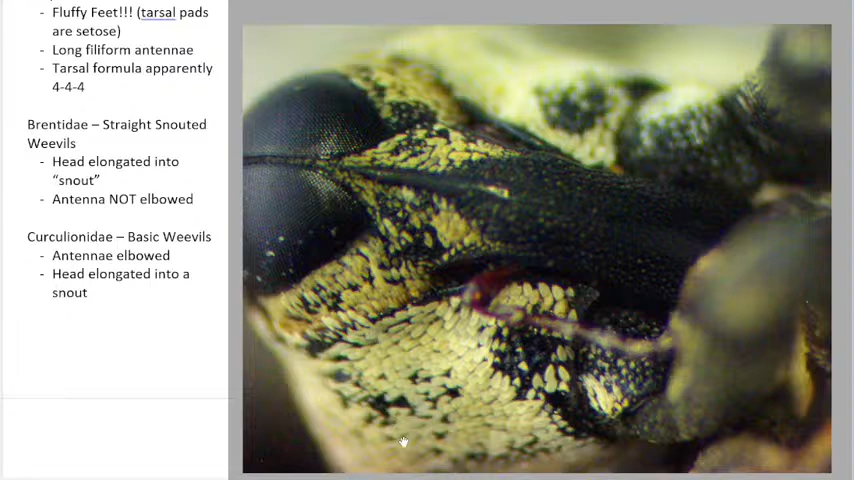 - Fluffy Feet!!! (tarsal pads
are setose)
- Long filiform antennae
- Tarsal formula apparently
4-4-4
Brentidae – Straight Snouted
Weevils
- Head elongated into
“snout”
- Antenna NOT elbowed
Curculionidae – Basic Weevils
- Antennae elbowed
- Head elongated into a
snout